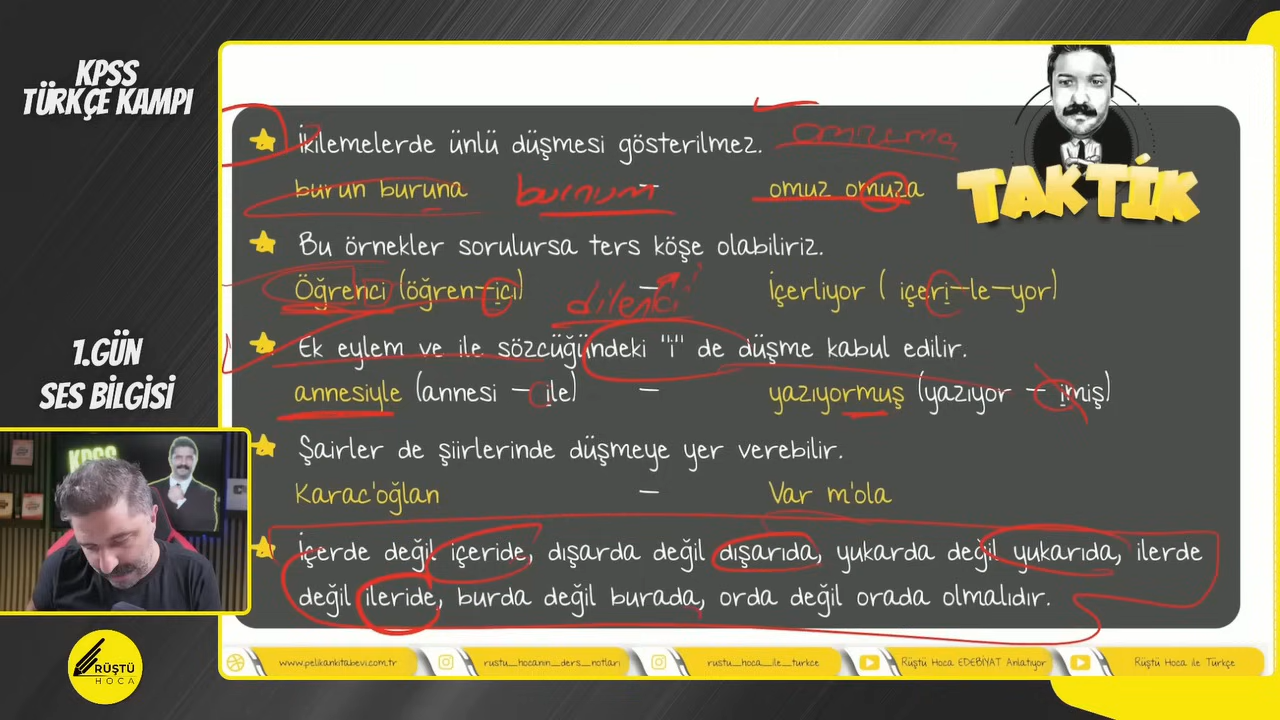 KPSS
TÜRKÇE KAMPI
1.GÜN
SES BİLGİSİ
RÜŞTÜ
HOCA
TAKTİK
İkilemelerde ünlü düşmesi gösterilmez.
burun buruna – omuz omuza
burnum
Bu örnekler sorulursa ters köşe olabiliriz.
Öğrenci (öğren-ici) – İçerliyor ( içeri-le-yor)
dilenci
Ek eylem ve ile sözcüğündeki "i" de düşme kabul edilir.
annesiyle (annesi - ile) – yazıyormuş (yazıyor - imiş)
Şairler de şiirlerinde düşmeye yer verebilir.
Karac'oğlan – Var m'ola
İçerde değil içeride, dışarda değil dışarıda, yukarda değil yukarıda, ilerde
değil ileride, burda değil burada, orda değil orada olmalıdır.
www.pelikankitabevi.com.tr rustu_hocanin_ders_notlari rustu_hoca_ile_turkce Rüştü Hoca EDEBİYAT Anlatıyor Rüştü Hoca ile Türkçe